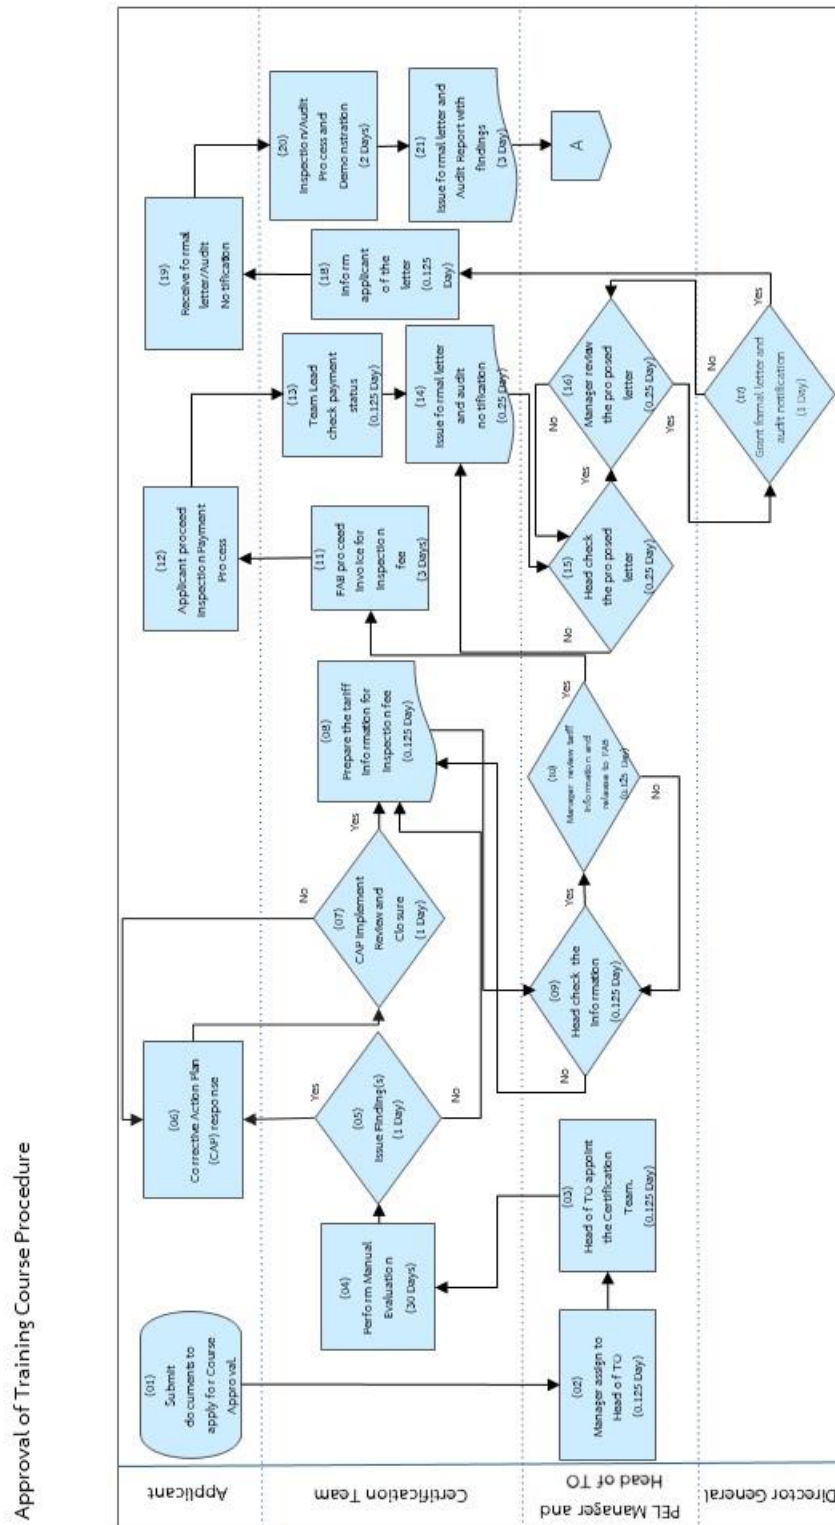 Approval of Training Course Procedure
Applicant
Certification Team
PEL Manager and
Head of TO
Director General
(01)
Submit
documents to
apply for Course
Approval.
(02)
Manager assign to
Head of TO
(0.125 Day)
(03)
Head of TO appoint
the Certification
Team.
(0.125 Day)
(04)
Perform Manual
Evaluation
(30 Days)
(05)
Issue Finding(s)
(1 Day)
Yes
No
(06)
Corrective Action Plan
(CAP) response
(07)
CAP Implement
Review and
Closure
(1 Day)
No
Yes
(08)
Prepare the tariff
Information for
Inspection fee
(0.125 Day)
(09)
Head check the
Information
(0.125 Day)
No
Yes
(10)
Manager review tariff
Information and
release to FAB
(0.125 Day)
Yes
No
(11)
FAB proceed
Invoice for
Inspection
fee
(3 Days)
(12)
Applicant proceed
Inspection Payment
Process
(13)
Team Lead
check payment
status
(0.125 Day)
(14)
Issue formal letter
and audit
notification
(0.25 Day)
(15)
Head check
the proposed
letter
(0.25 Day)
No
Yes
(16)
Manager review
the proposed
letter
(0.25 Day)
No
Yes
(17)
Grant formal letter and
audit notification
(1 Day)
No
Yes
(18)
Inform
applicant
of the
letter
(0.125
Day)
(19)
Receive formal
letter/Audit
Notification
(20)
Inspection/Audit
Process and
Demonstration
(2 Days)
(21)
Issue formal letter and
Audit Report with
findings
(3 Day)
A